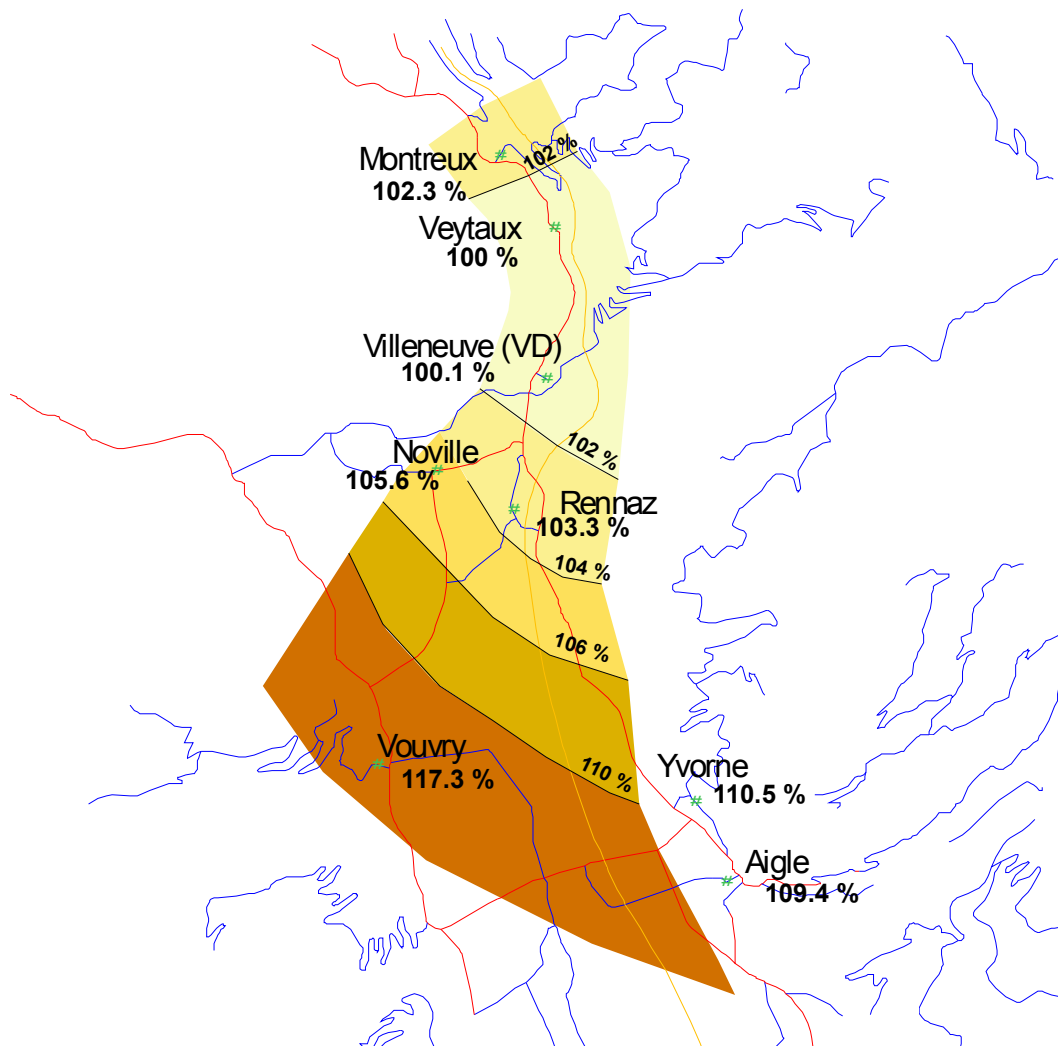 102 %
Montreux
102.3 %
Veytaux
100 %
Villeneuve (VD)
100.1 %
102 %
Noville
105.6 %
Rennaz
103.3 %
104 %
106 %
Vouvry
117.3 %
110 %
Yvorne
110.5 %
Aigle
109.4 %